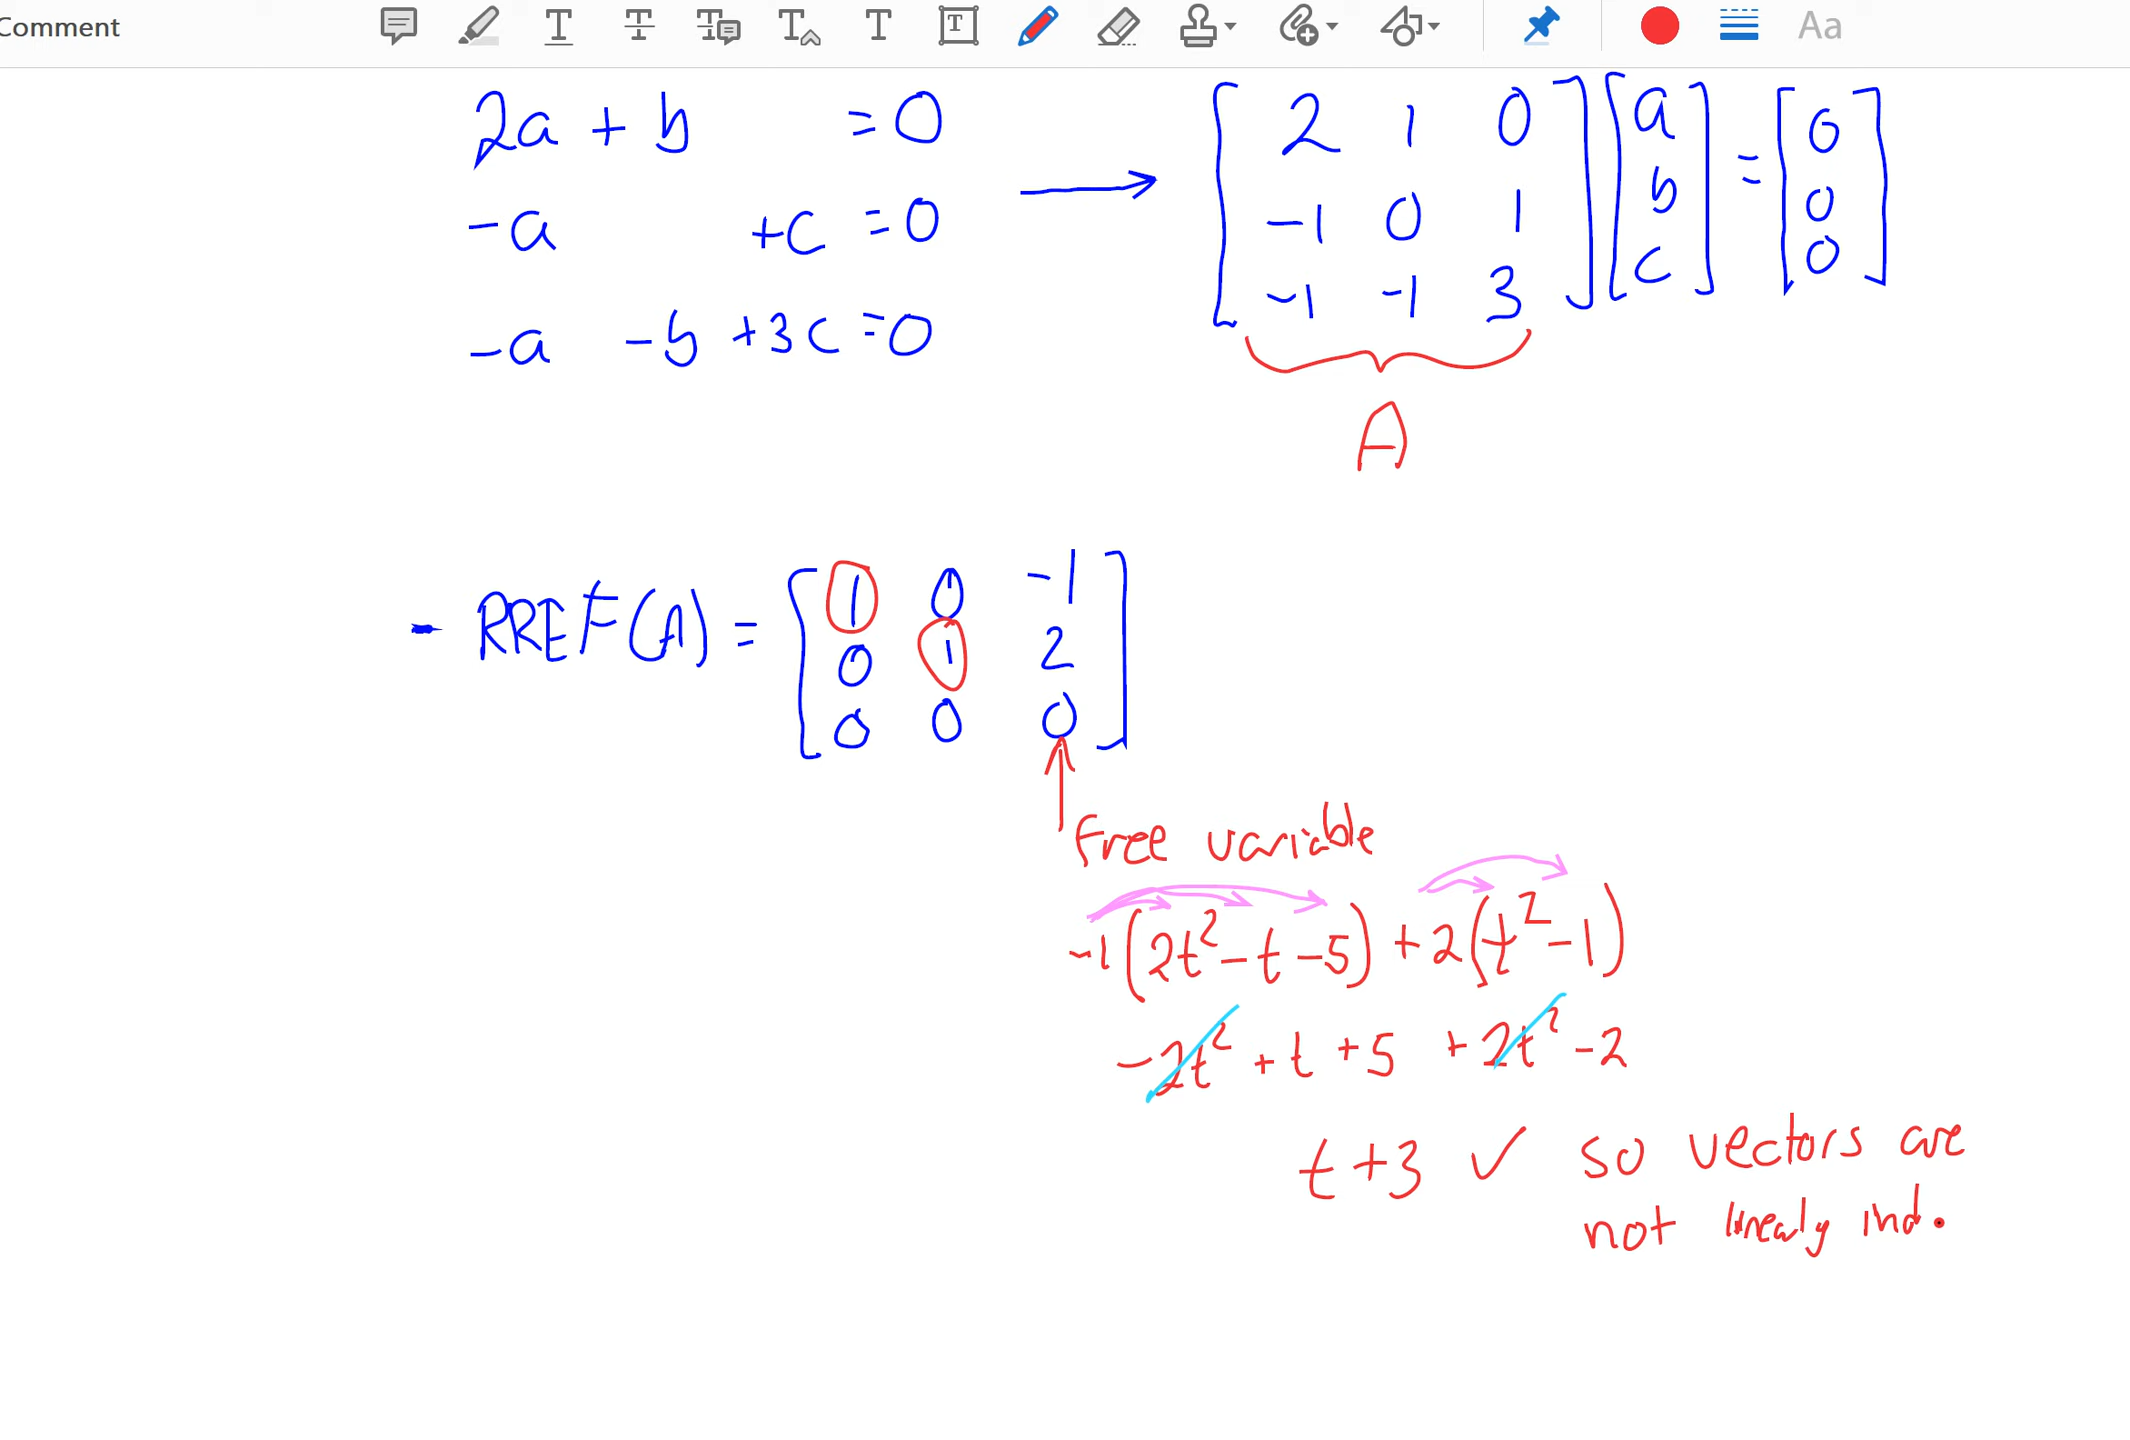 Comment
T T T T T T Aa
2a + b = 0 → [ 2 1 0 ] [ a ] = [ 0 ]
-a + c = 0 [ -1 0 1 ] [ b ] [ 0 ]
-a - b + 3c = 0 [ -1 -1 3 ] [ c ] [ 0 ]
A
- RREF(A) = [ 1 0 -1 ]
[ 0 1 2 ]
[ 0 0 0 ]
Free variable
-1(2t² - t - 5) + 2(t² - 1)
-2t² + t + 5 + 2t² - 2
t + 3 ✓ so vectors are
not linearly ind.